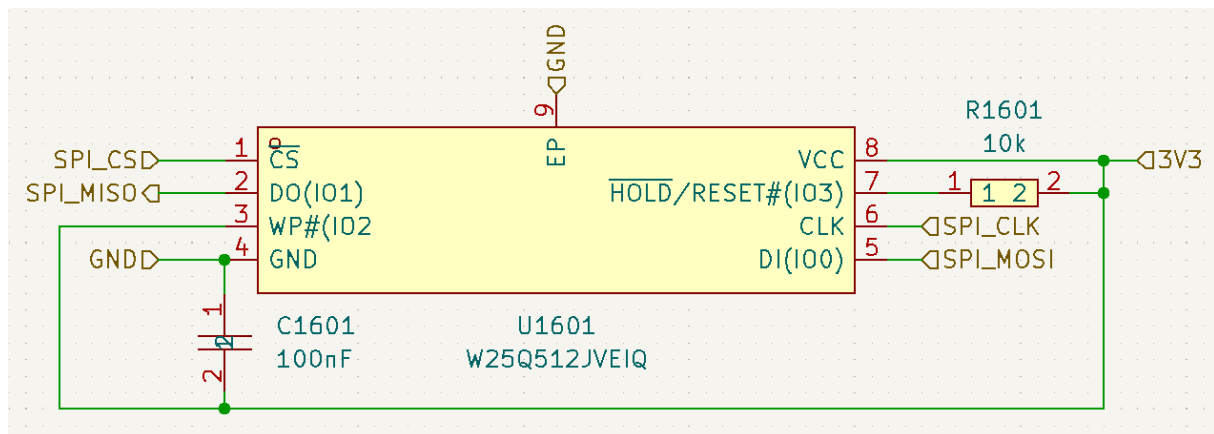 GND
9
EP
R1601
10k
SPI_CS 1 CS VCC 8 3V3
SPI_MISO 2 DO(IO1) HOLD/RESET#(IO3) 7 1 1 2 2
3 WP#(IO2 CLK 6 SPI_CLK
GND 4 GND DI(IO0) 5 SPI_MOSI
1
C1601 U1601
2
100nF W25Q512JVEIQ
2